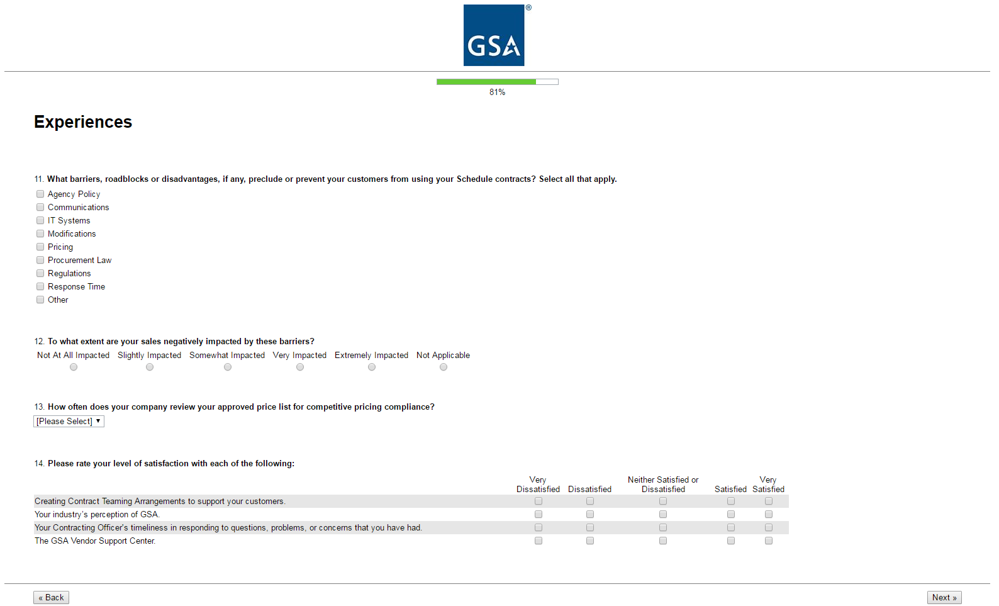 GSA ®
81%
Experiences
11. What barriers, roadblocks or disadvantages, if any, preclude or prevent your customers from using your Schedule contracts? Select all that apply.
Agency Policy
Communications
IT Systems
Modifications
Pricing
Procurement Law
Regulations
Response Time
Other
12. To what extent are your sales negatively impacted by these barriers?
Not At All Impacted Slightly Impacted Somewhat Impacted Very Impacted Extremely Impacted Not Applicable
13. How often does your company review your approved price list for competitive pricing compliance?
[Please Select] ▼
14. Please rate your level of satisfaction with each of the following:
Very Neither Satisfied or Very
Dissatisfied Dissatisfied Dissatisfied Satisfied Satisfied
Creating Contract Teaming Arrangements to support your customers.
Your industry’s perception of GSA.
Your Contracting Officer's timeliness in responding to questions, problems, or concerns that you have had.
The GSA Vendor Support Center.
« Back Next »